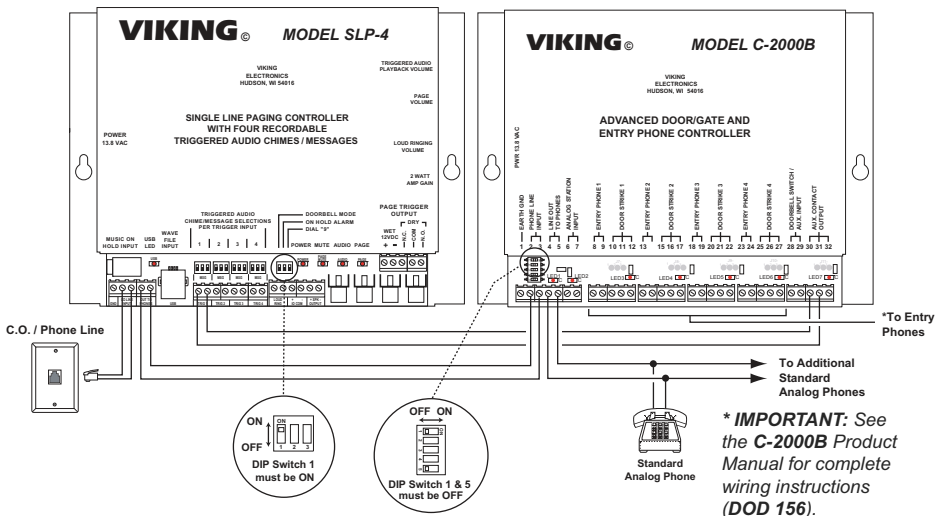 VIKING®
MODEL SLP-4
VIKING
ELECTRONICS
HUDSON, WI 54016
SINGLE LINE PAGING CONTROLLER
WITH FOUR RECORDABLE
TRIGGERED AUDIO CHIMES / MESSAGES
POWER
13.8 VAC
TRIGGERED AUDIO
PLAYBACK VOLUME
PAGE
VOLUME
LOUD RINGING
VOLUME
2 WATT
AMP GAIN
MUSIC ON
HOLD INPUT
USB
LED
WAVE
FILE
INPUT
TRIGGERED AUDIO
CHIME/MESSAGE SELECTIONS
PER TRIGGER INPUT
1 2 3 4
DOORBELL MODE
ON HOLD ALARM
DIAL "9"
POWER MUTE AUDIO PAGE
PAGE TRIGGER
OUTPUT
WET
12VDC
+ -
DRY
N.C.
COM
N.O.
USB
TRIG 1 TRIG 2 TRIG 3 TRIG 4
VIKING®
MODEL C-2000B
VIKING
ELECTRONICS
HUDSON, WI 54016
ADVANCED DOOR/GATE AND
ENTRY PHONE CONTROLLER
PWR 13.8 VAC
EARTH GND
PHONE LINE
INPUT
LINE OUT
TO PHONES
ANALOG STATION
INPUT
ENTRY PHONE 1
DOOR STRIKE 1
ENTRY PHONE 2
DOOR STRIKE 2
ENTRY PHONE 3
DOOR STRIKE 3
ENTRY PHONE 4
DOOR STRIKE 4
DOORBELL SWITCH /
AUX. INPUT
AUX. CONTACT
OUTPUT
1 2 3 4 5 6 7 8 9 10 11 12 13 14 15 16 17 18 19 20 21 22 23 24 25 26 27 28 29 30 31 32
LED1 LED2 LED3 LED4 LED5 LED6 LED7
C.O. / Phone Line
*To Entry
Phones
To Additional
Standard
Analog Phones
Standard
Analog Phone
ON
OFF
ON
1 2 3
DIP Switch 1
must be ON
OFF ON
DIP Switch 1 & 5
must be OFF
* IMPORTANT: See
the C-2000B Product
Manual for complete
wiring instructions
(DOD 156).